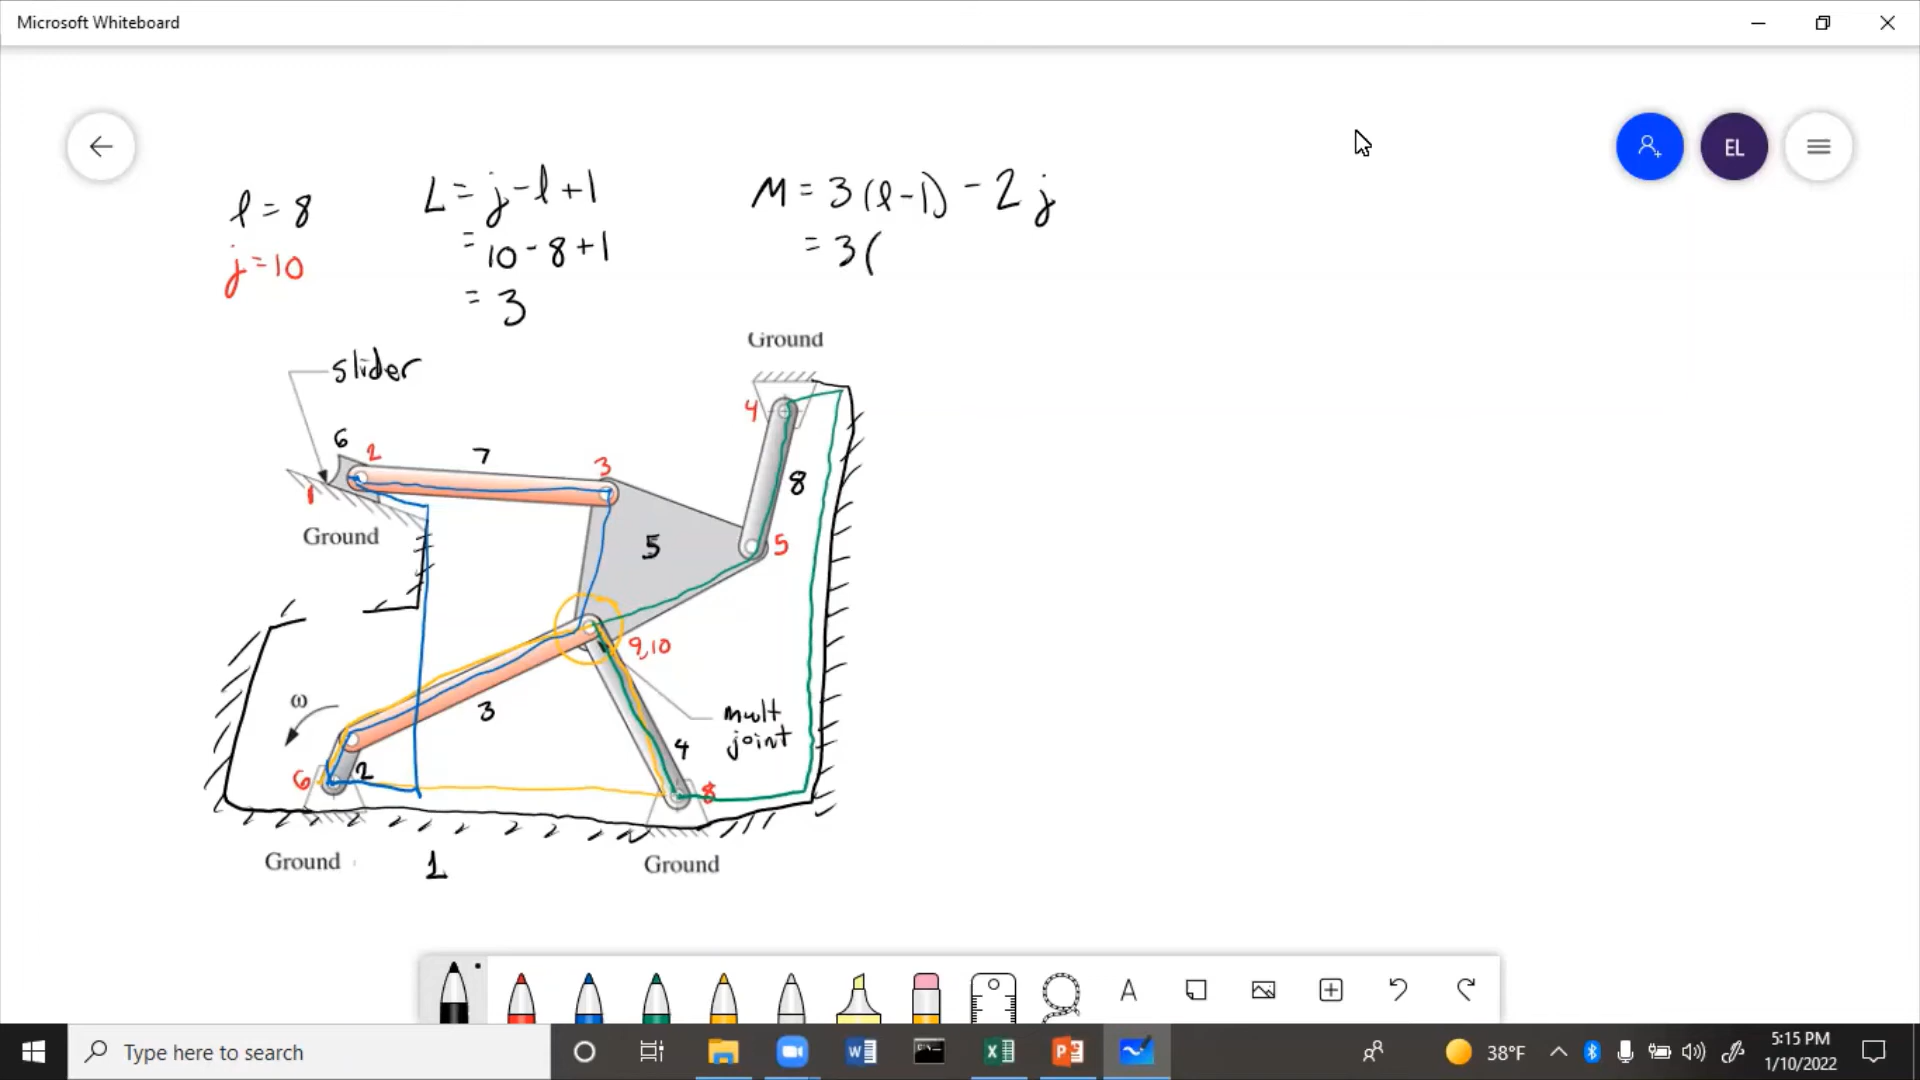 Microsoft Whiteboard
EL
l = 8
j = 10
L = j - l + 1
= 10 - 8 + 1
= 3
M = 3 (l - 1) - 2 j
= 3 (
Ground
slider
4
6
2
7
3
8
1
Ground
5
5
9,10
ω
3
mult
joint
4
6
2
8
Ground
1
Ground
A
Type here to search
38°F
5:15 PM
1/10/2022